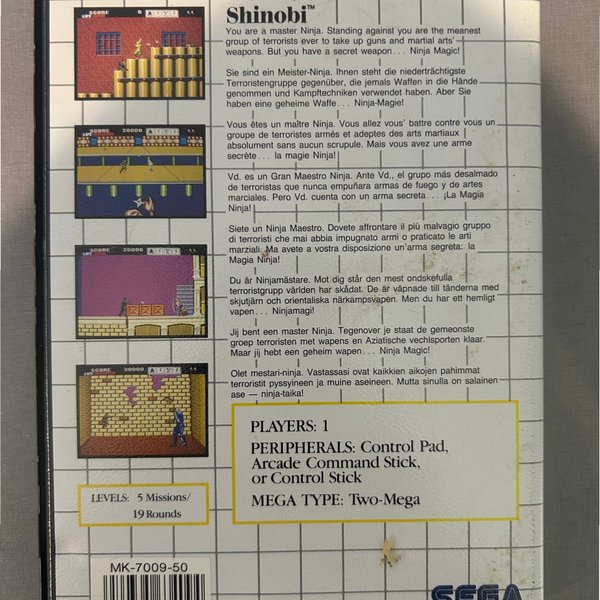 Shinobi™
You are a master Ninja. Standing against you are the meanest
group of terrorists ever to take up guns and martial arts'
weapons. But you have a secret weapon... Ninja Magic!
Sie sind ein Meister-Ninja. Ihnen steht die niederträchtigste
Terroristengruppe gegenüber, die jemals Waffen in die Hände
genommen und Kampftechniken verwendet haben. Aber Sie
haben eine geheime Waffe... Ninja-Magie!
Vous êtes un maître Ninja. Vous allez vous' battre contre vous un
groupe de terroristes armés et adeptes des arts martiaux
absolument sans aucun scrupule. Mais vous avez une arme
secrète... la magie Ninja!
Vd. es un Gran Maestro Ninja. Ante Vd., el grupo más desalmado
de terroristas que nunca empuñara armas de fuego y de artes
marciales. Pero Vd. cuenta con un arma secreta... ¡La Magia
Ninja!
Siete un Ninja Maestro. Dovete affrontare il più malvagio gruppo
di terroristi che mai abbia impugnato armi o praticato le arti
marziali. Ma avete a vostra disposizione un'arma segreta: la
Magia Ninja!
Du är Ninjamästare. Mot dig står den mest ondskefulla
terroristgrupp världen har skådat. De är väpnade till tänderna med
skjutjärn och orientaliska närkampsvapen. Men du har ett hemligt
vapen... Ninjamagi!
Jij bent een master Ninja. Tegenover je staat de gemeenste
groep terroristen met wapens en Aziatische vechlsporten klaar.
Maar jij hebt een geheim wapen... Ninja Magic!
Olet mestari-ninja. Vastassasi ovat kaikkien aikojen pahimmat
terroristit pyssyineen ja muine aseineen. Mutta sinulla on salainen
ase — ninja-taika!
PLAYERS: 1
PERIPHERALS: Control Pad,
Arcade Command Stick,
or Control Stick
MEGA TYPE: Two-Mega
SCORE
LIFE
SCORE 20000
LIFE
SCORE 20000
LIFE
SCORE 20000
LIFE
LEVELS: 5 Missions/
19 Rounds
MK-7009-50
SEGA